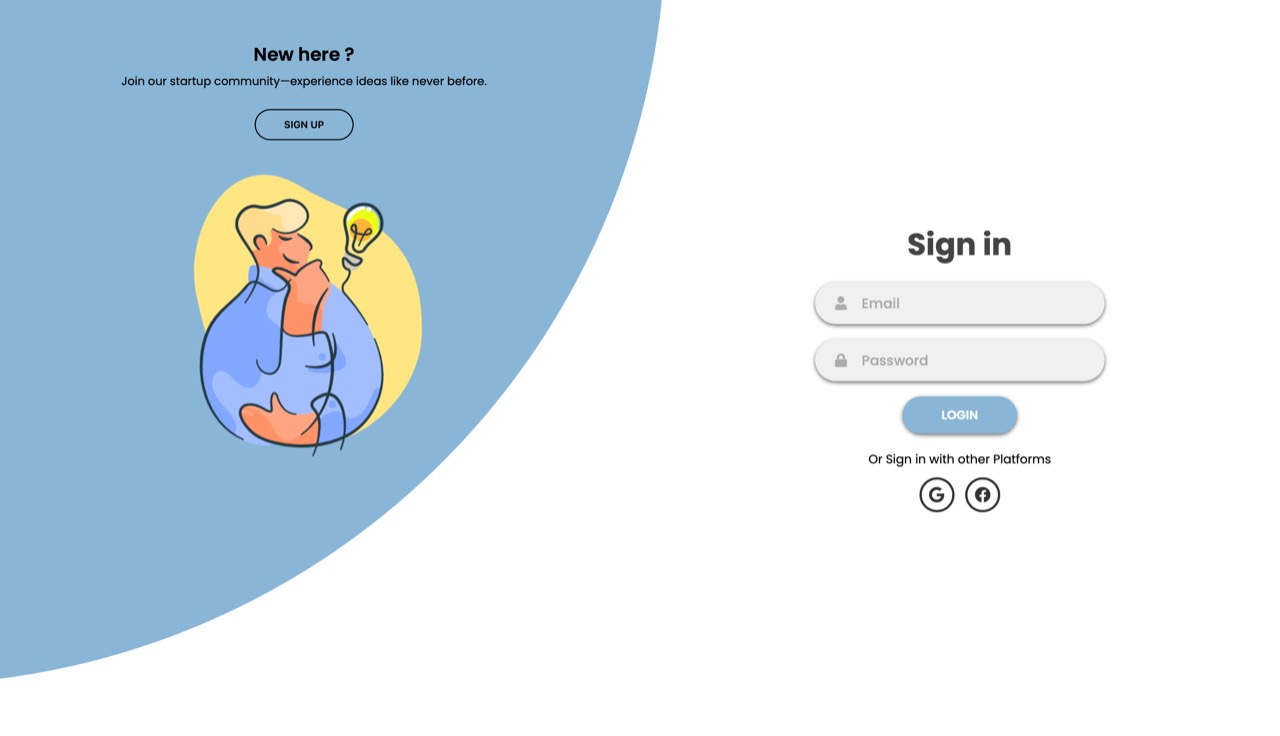 New here ?
Join our startup community—experience ideas like never before.
SIGN UP
Sign in
Email
Password
LOGIN
Or Sign in with other Platforms